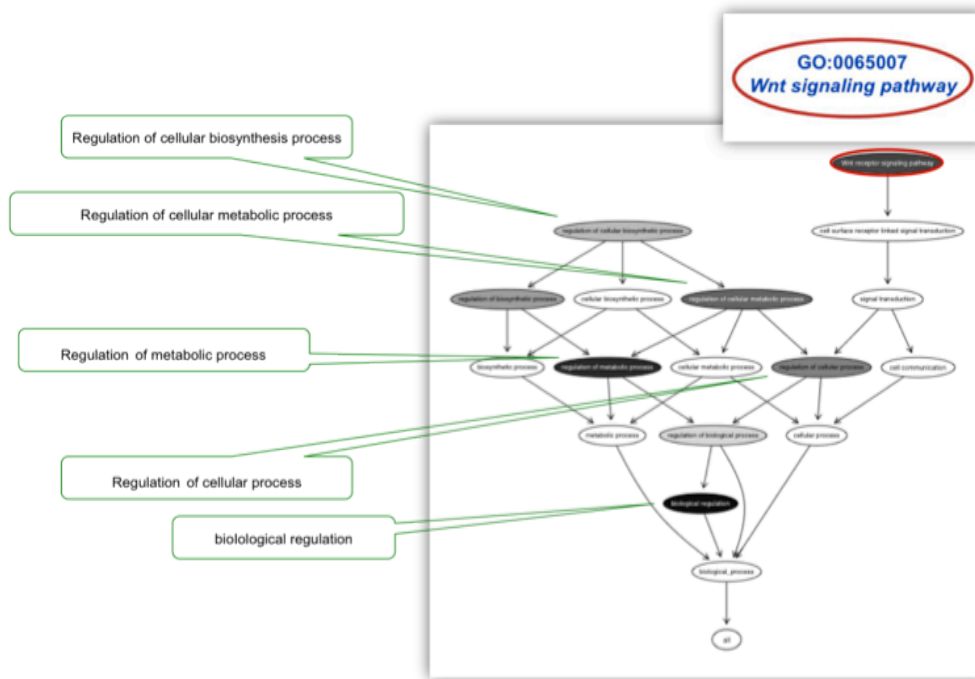 GO:0065007
Wnt signaling pathway
Regulation of cellular biosynthesis process
Wnt receptor signaling pathway
Regulation of cellular metabolic process
regulation of cellular biosynthetic process
cell surface receptor linked signal transduction
regulation of biosynthetic process
cellular biosynthetic process
regulation of cellular metabolic process
signal transduction
Regulation of metabolic process
biosynthetic process
regulation of metabolic process
cellular metabolic process
regulation of cellular process
cell communication
metabolic process
regulation of biological process
cellular process
Regulation of cellular process
biological regulation
biolological regulation
biological_process
all